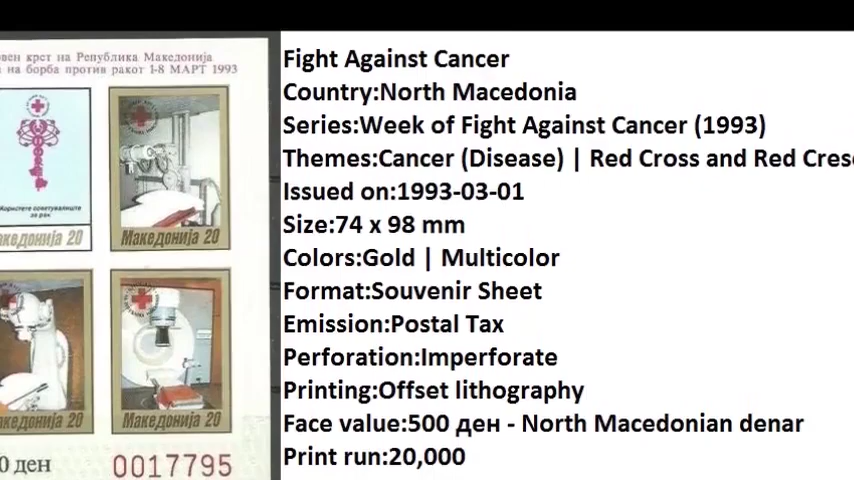 вен крст на Република Македонија
на борба против ракот 1-8 МАРТ 1993
Користете советувалиште
за рак
Македонија 20
Македонија 20
Македонија 20
0 ден
0017795
Fight Against Cancer
Country:North Macedonia
Series:Week of Fight Against Cancer (1993)
Themes:Cancer (Disease) | Red Cross and Red Cresc
Issued on:1993-03-01
Size:74 x 98 mm
Colors:Gold | Multicolor
Format:Souvenir Sheet
Emission:Postal Tax
Perforation:Imperforate
Printing:Offset lithography
Face value:500 ден - North Macedonian denar
Print run:20,000